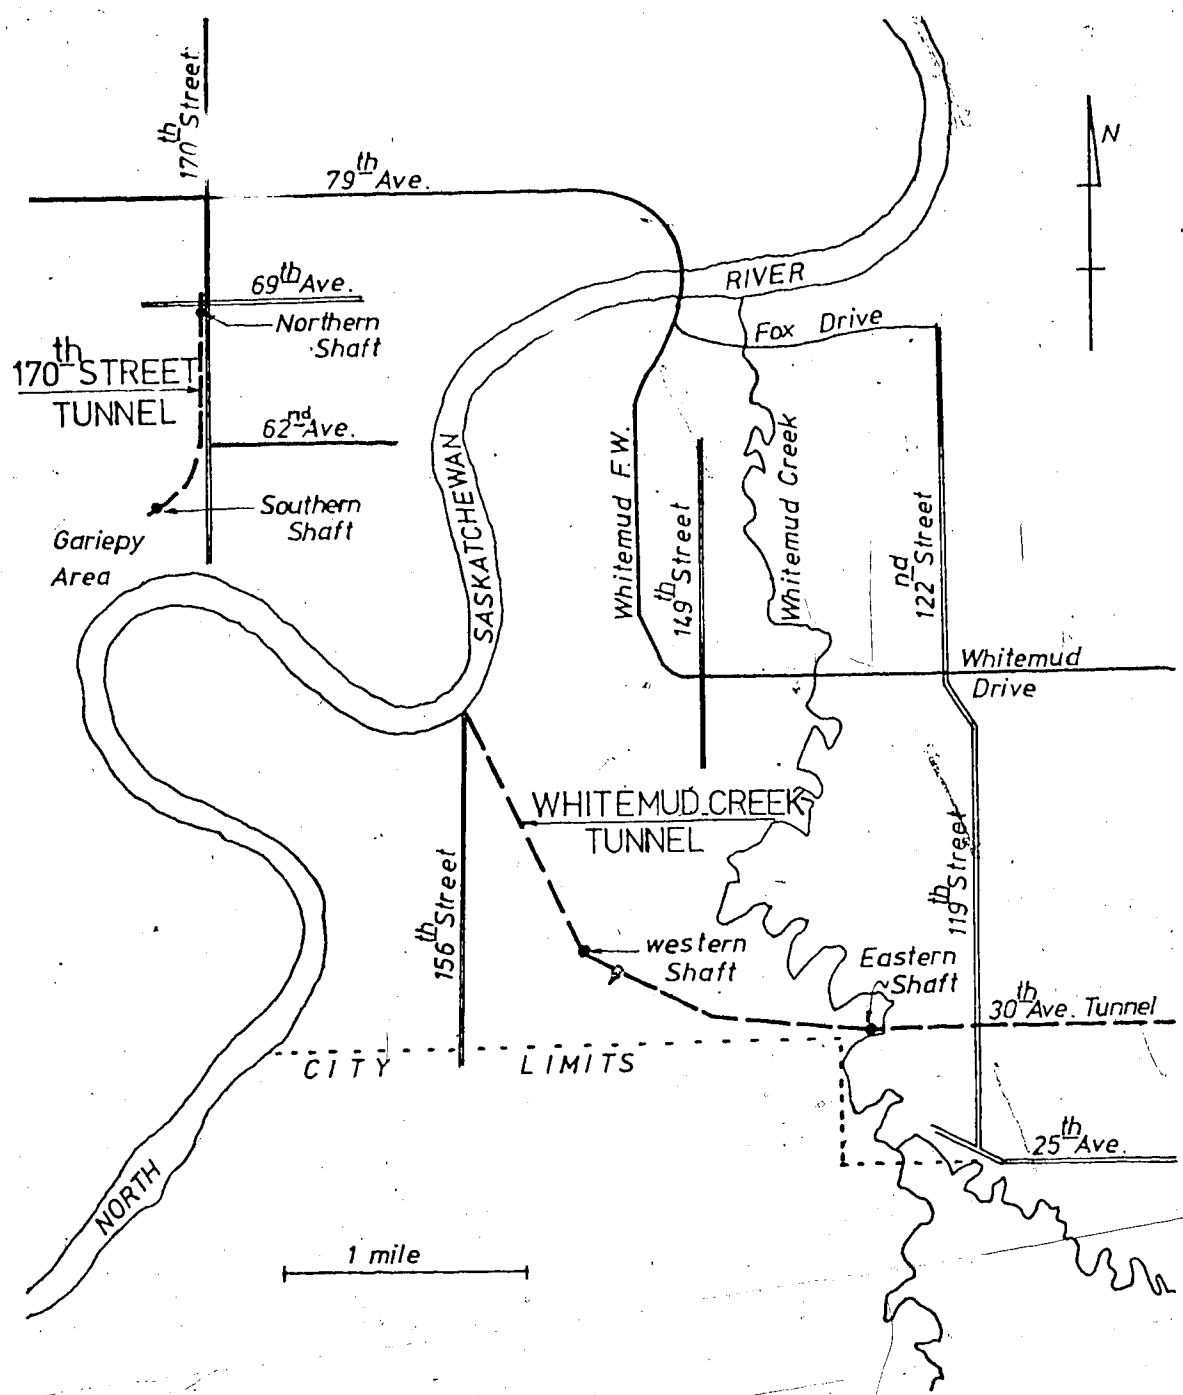 170th Street
N
79th Ave.
RIVER
69th Ave.
Northern
Shaft
Fox Drive
170th STREET
TUNNEL
62nd Ave.
Southern
Shaft
Gariepy
Area
SASKATCHEWAN
Whitemud F.W.
149th Street
Whitemud Creek
122nd Street
Whitemud
Drive
WHITEMUD CREEK
TUNNEL
156th Street
119th Street
western
Shaft
Eastern
Shaft
30th Ave. Tunnel
CITY LIMITS
25th Ave.
NORTH
1 mile